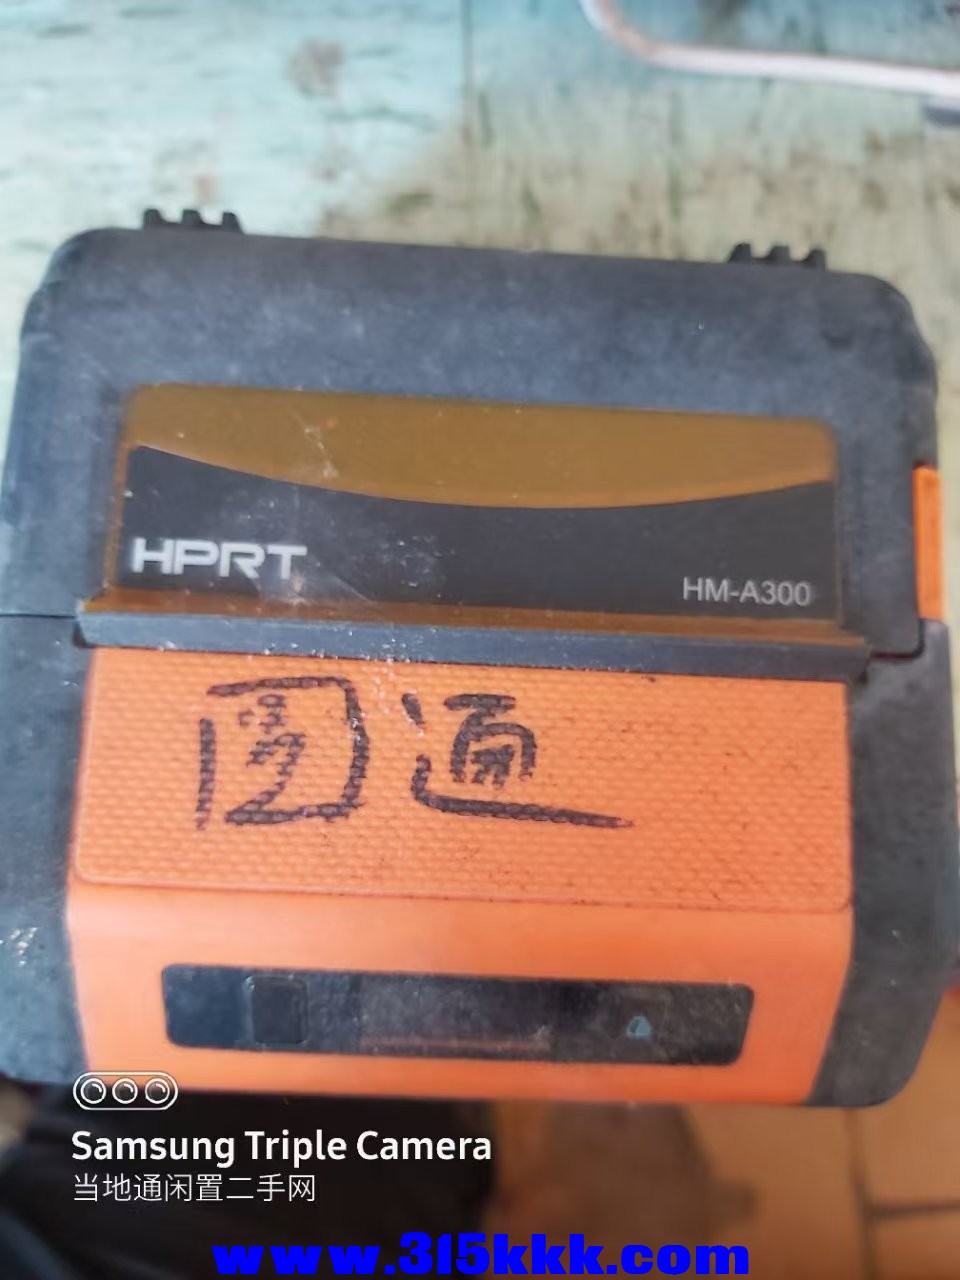 HPRT
HM-A300
圆通
Samsung Triple Camera
当地通闲置二手网
www.315kkk.com